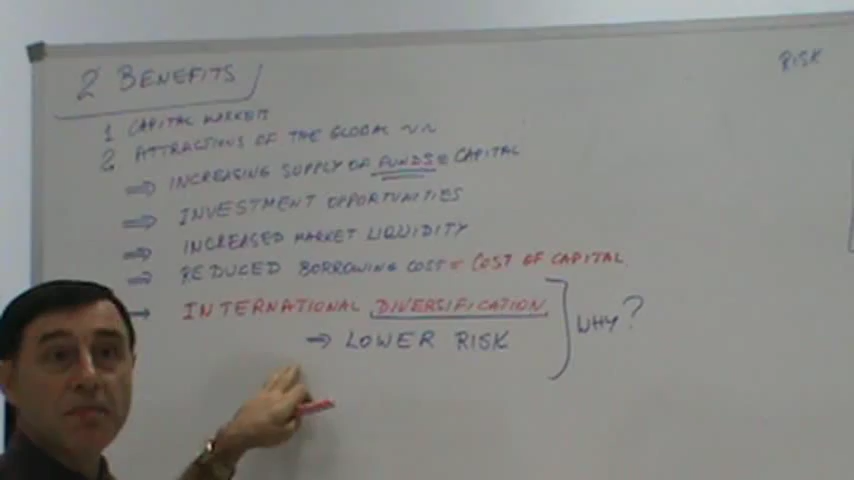 2 BENEFITS
RISK
1 CAPITAL MARKETS
2 ATTRACTIONS OF THE GLOBAL ~ ~
⇒ INCREASING SUPPLY OF FUNDS = CAPITAL
⇒ INVESTMENT OPPORTUNITIES
⇒ INCREASED MARKET LIQUIDITY
⇒ REDUCED BORROWING COST = COST OF CAPITAL
→ INTERNATIONAL DIVERSIFICATION
⇒ LOWER RISK
WHY?